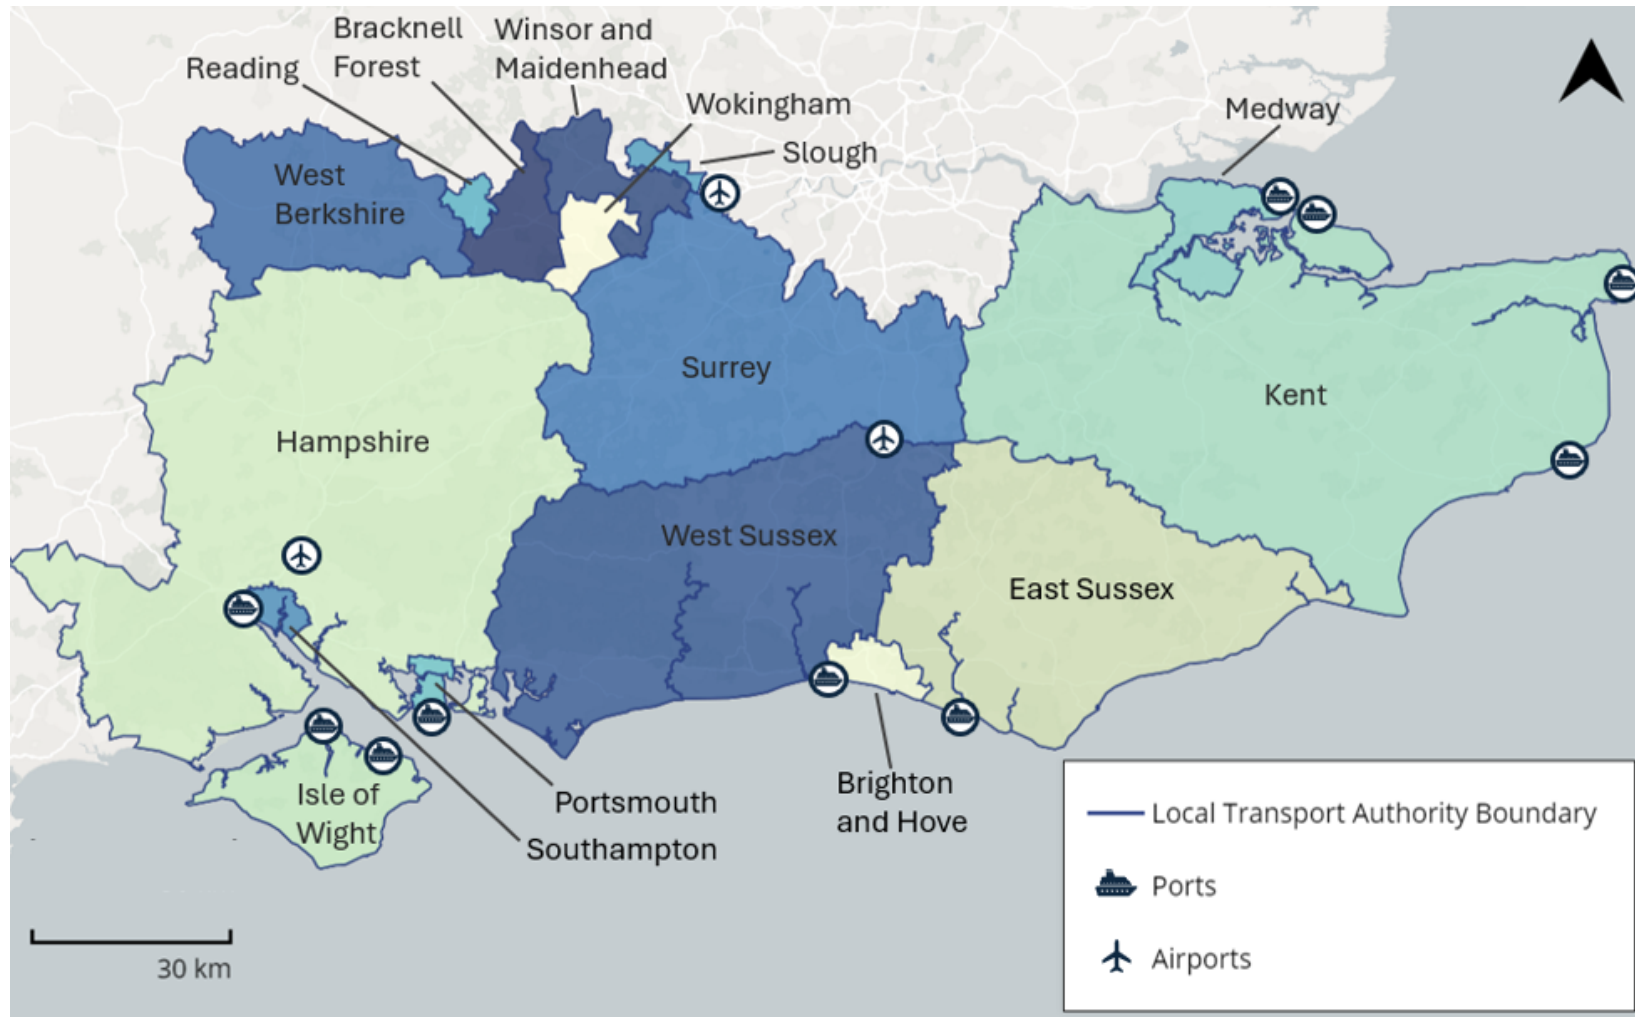 Bracknell
Forest
Winsor and
Maidenhead
Reading
Wokingham
Slough
Medway
West
Berkshire
Surrey
Kent
Hampshire
West Sussex
East Sussex
Isle of
Wight
Portsmouth
Southampton
Brighton
and Hove
30 km
Local Transport Authority Boundary
Ports
Airports